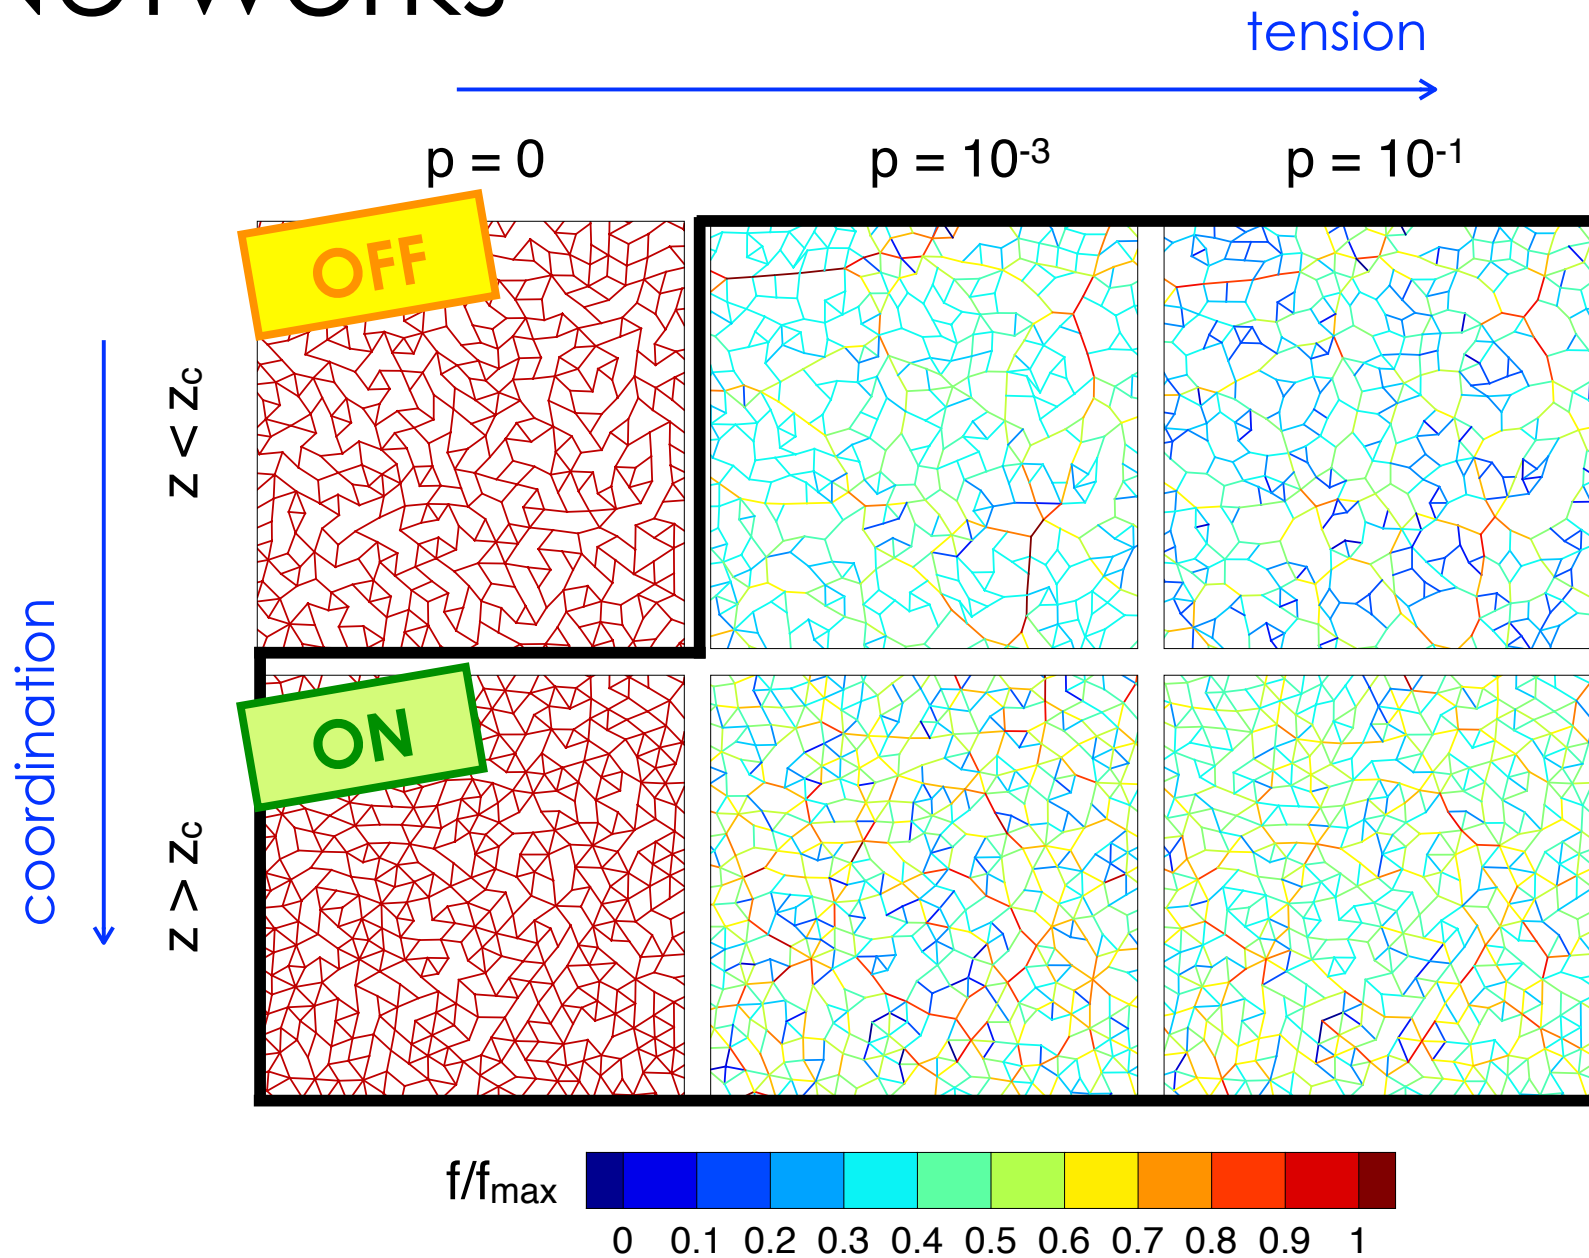 tension
p = 0
p = 10⁻³
p = 10⁻¹
OFF
z < zc
coordination
ON
z > zc
f/fmax
0 0.1 0.2 0.3 0.4 0.5 0.6 0.7 0.8 0.9 1